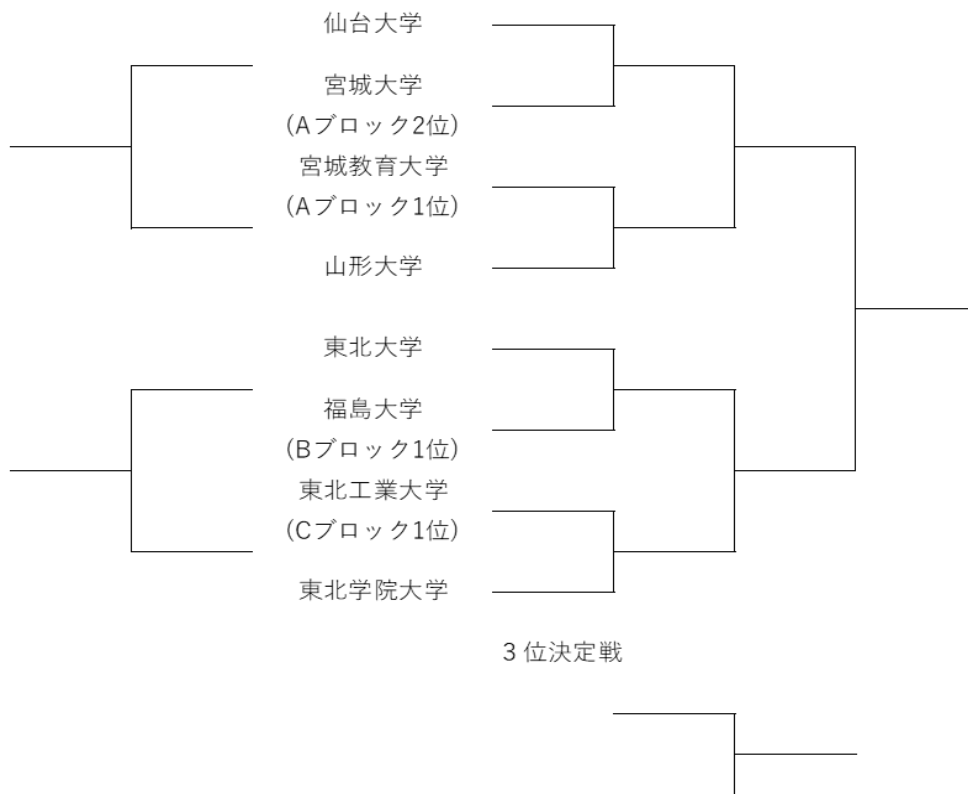 仙台大学
宮城大学
(Aブロック2位)
宮城教育大学
(Aブロック1位)
山形大学
東北大学
福島大学
(Bブロック1位)
東北工業大学
(Cブロック1位)
東北学院大学
3位決定戦